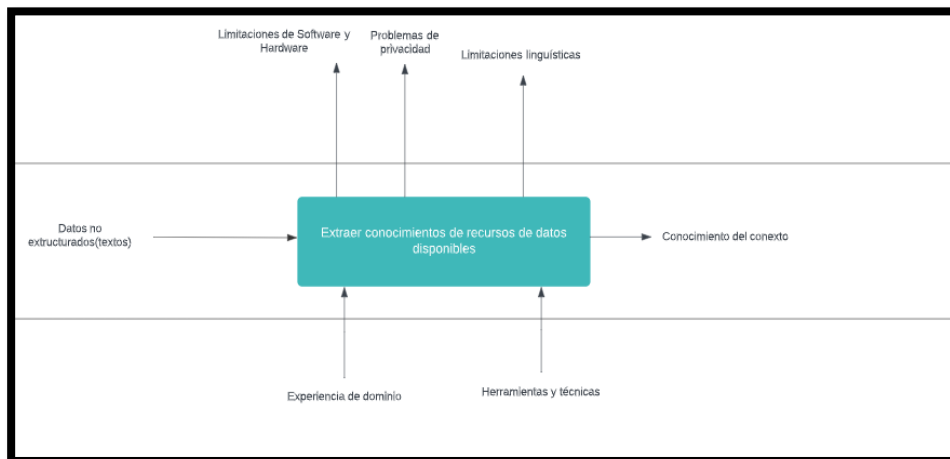 Limitaciones de Software y
Hardware
Problemas de
privacidad
Limitaciones linguísticas
Datos no
extructurados(textos)
Extraer conocimientos de recursos de datos
disponibles
Conocimiento del conexto
Experiencia de dominio
Herramientas y técnicas